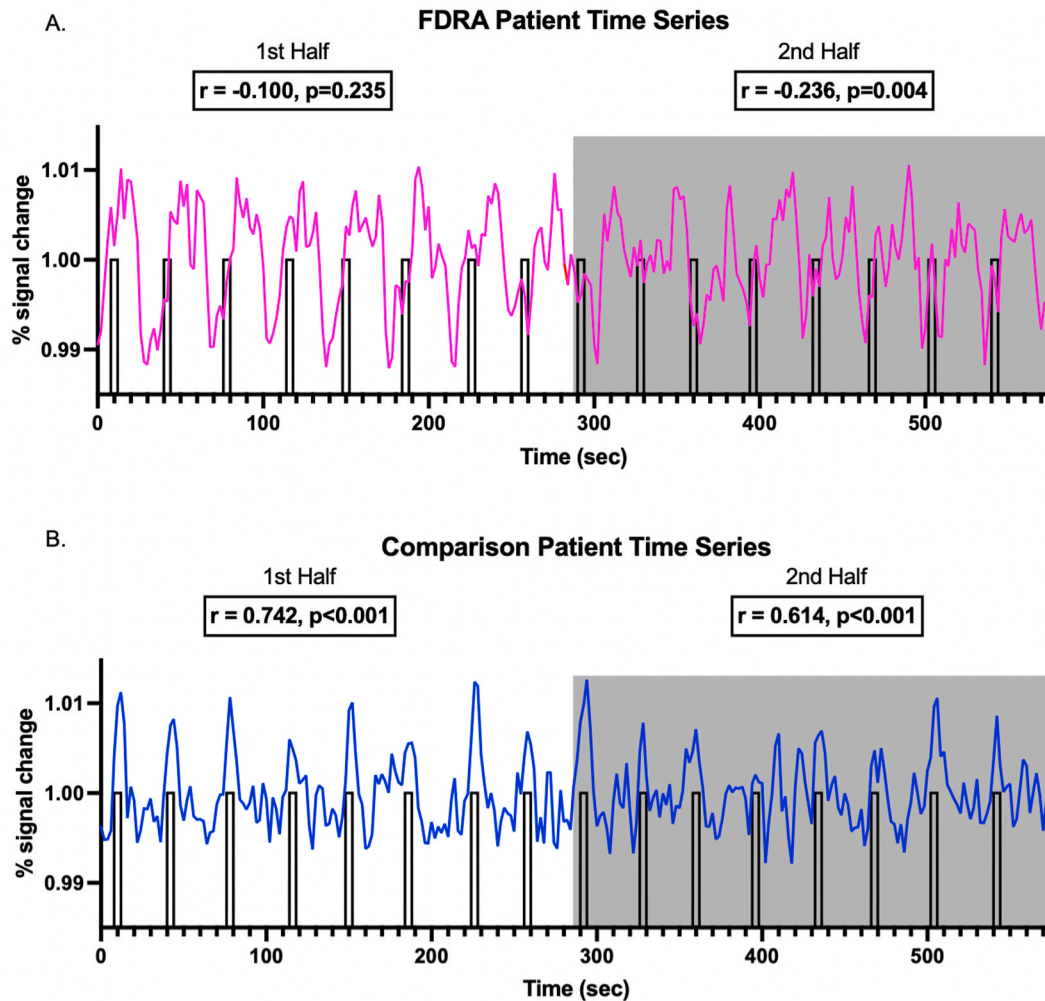 A.
FDRA Patient Time Series
1st Half
2nd Half
r = -0.100, p=0.235
r = -0.236, p=0.004
% signal change
1.01
1.00
0.99
0
100
200
300
400
500
Time (sec)
B.
Comparison Patient Time Series
1st Half
2nd Half
r = 0.742, p<0.001
r = 0.614, p<0.001
% signal change
1.01
1.00
0.99
0
100
200
300
400
500
Time (sec)